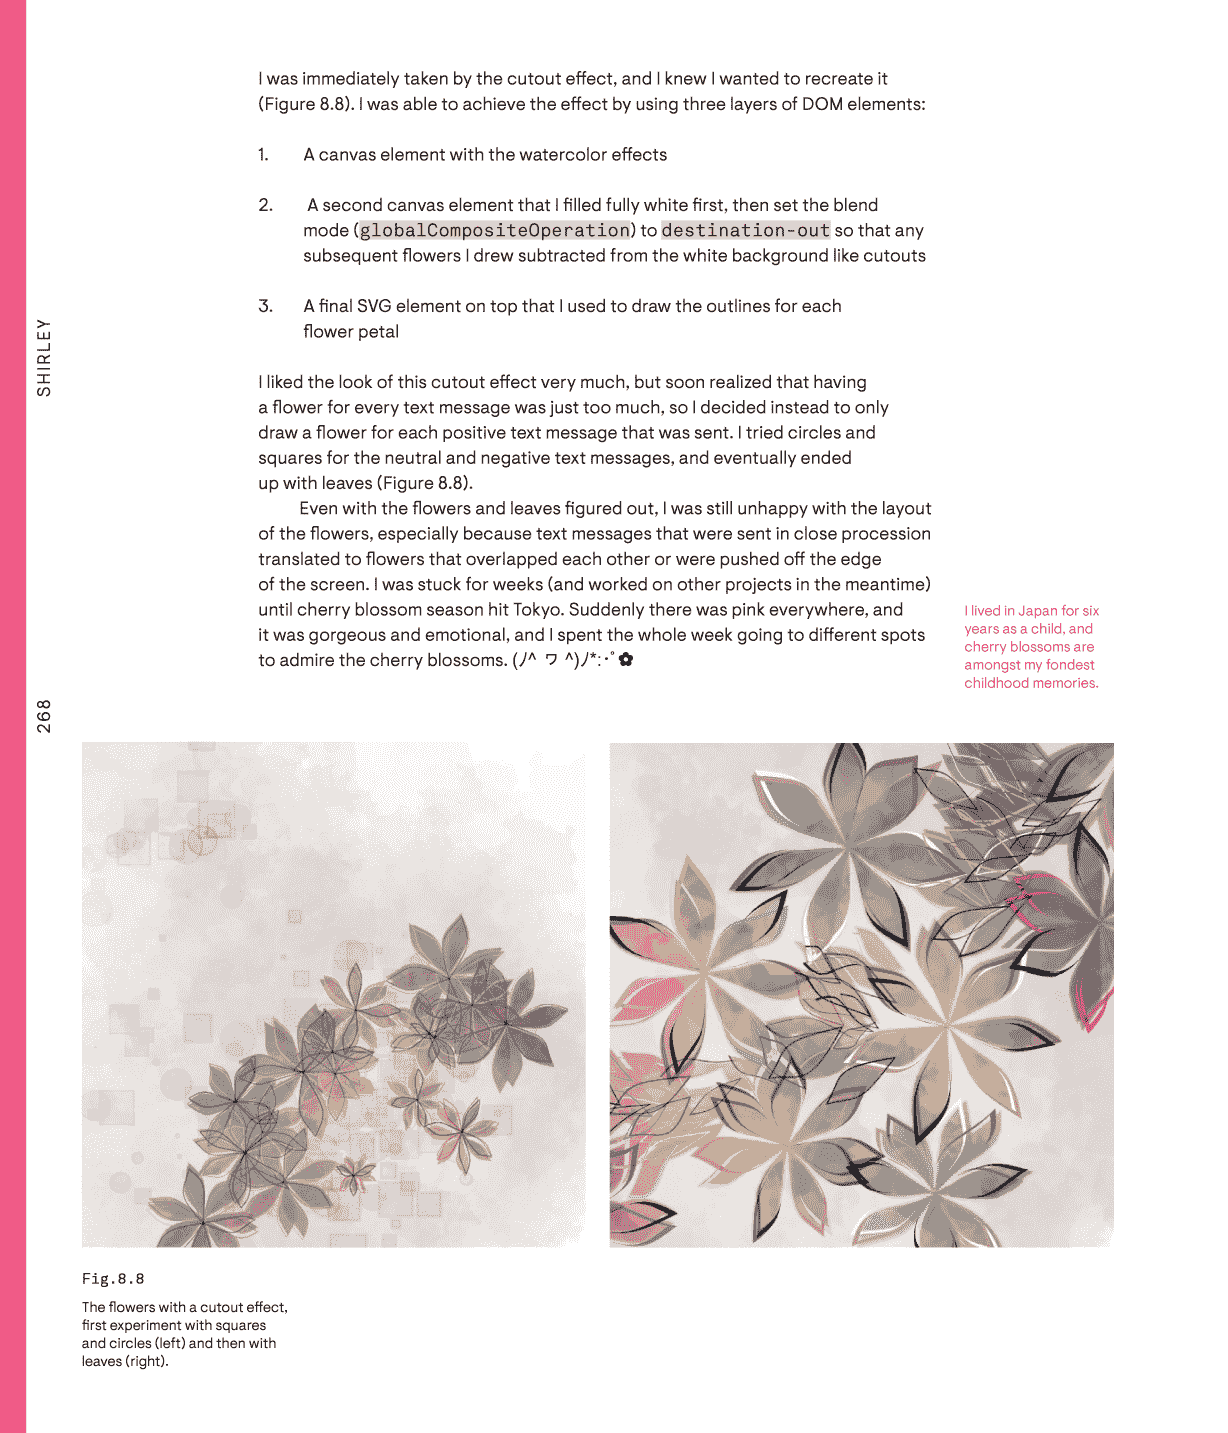 I was immediately taken by the cutout effect, and I knew I wanted to recreate it
(Figure 8.8). I was able to achieve the effect by using three layers of DOM elements:
1. A canvas element with the watercolor effects
2. A second canvas element that I filled fully white first, then set the blend
mode (globalCompositeOperation) to destination-out so that any
subsequent flowers I drew subtracted from the white background like cutouts
3. A final SVG element on top that I used to draw the outlines for each
flower petal
I liked the look of this cutout effect very much, but soon realized that having
a flower for every text message was just too much, so I decided instead to only
draw a flower for each positive text message that was sent. I tried circles and
squares for the neutral and negative text messages, and eventually ended
up with leaves (Figure 8.8).
Even with the flowers and leaves figured out, I was still unhappy with the layout
of the flowers, especially because text messages that were sent in close procession
translated to flowers that overlapped each other or were pushed off the edge
of the screen. I was stuck for weeks (and worked on other projects in the meantime)
until cherry blossom season hit Tokyo. Suddenly there was pink everywhere, and
it was gorgeous and emotional, and I spent the whole week going to different spots
to admire the cherry blossoms. (ﾉ^ ヮ ^)ﾉ*:・ﾟ✿
I lived in Japan for six
years as a child, and
cherry blossoms are
amongst my fondest
childhood memories.
SHIRLEY
268
Fig.8.8
The flowers with a cutout effect,
first experiment with squares
and circles (left) and then with
leaves (right).